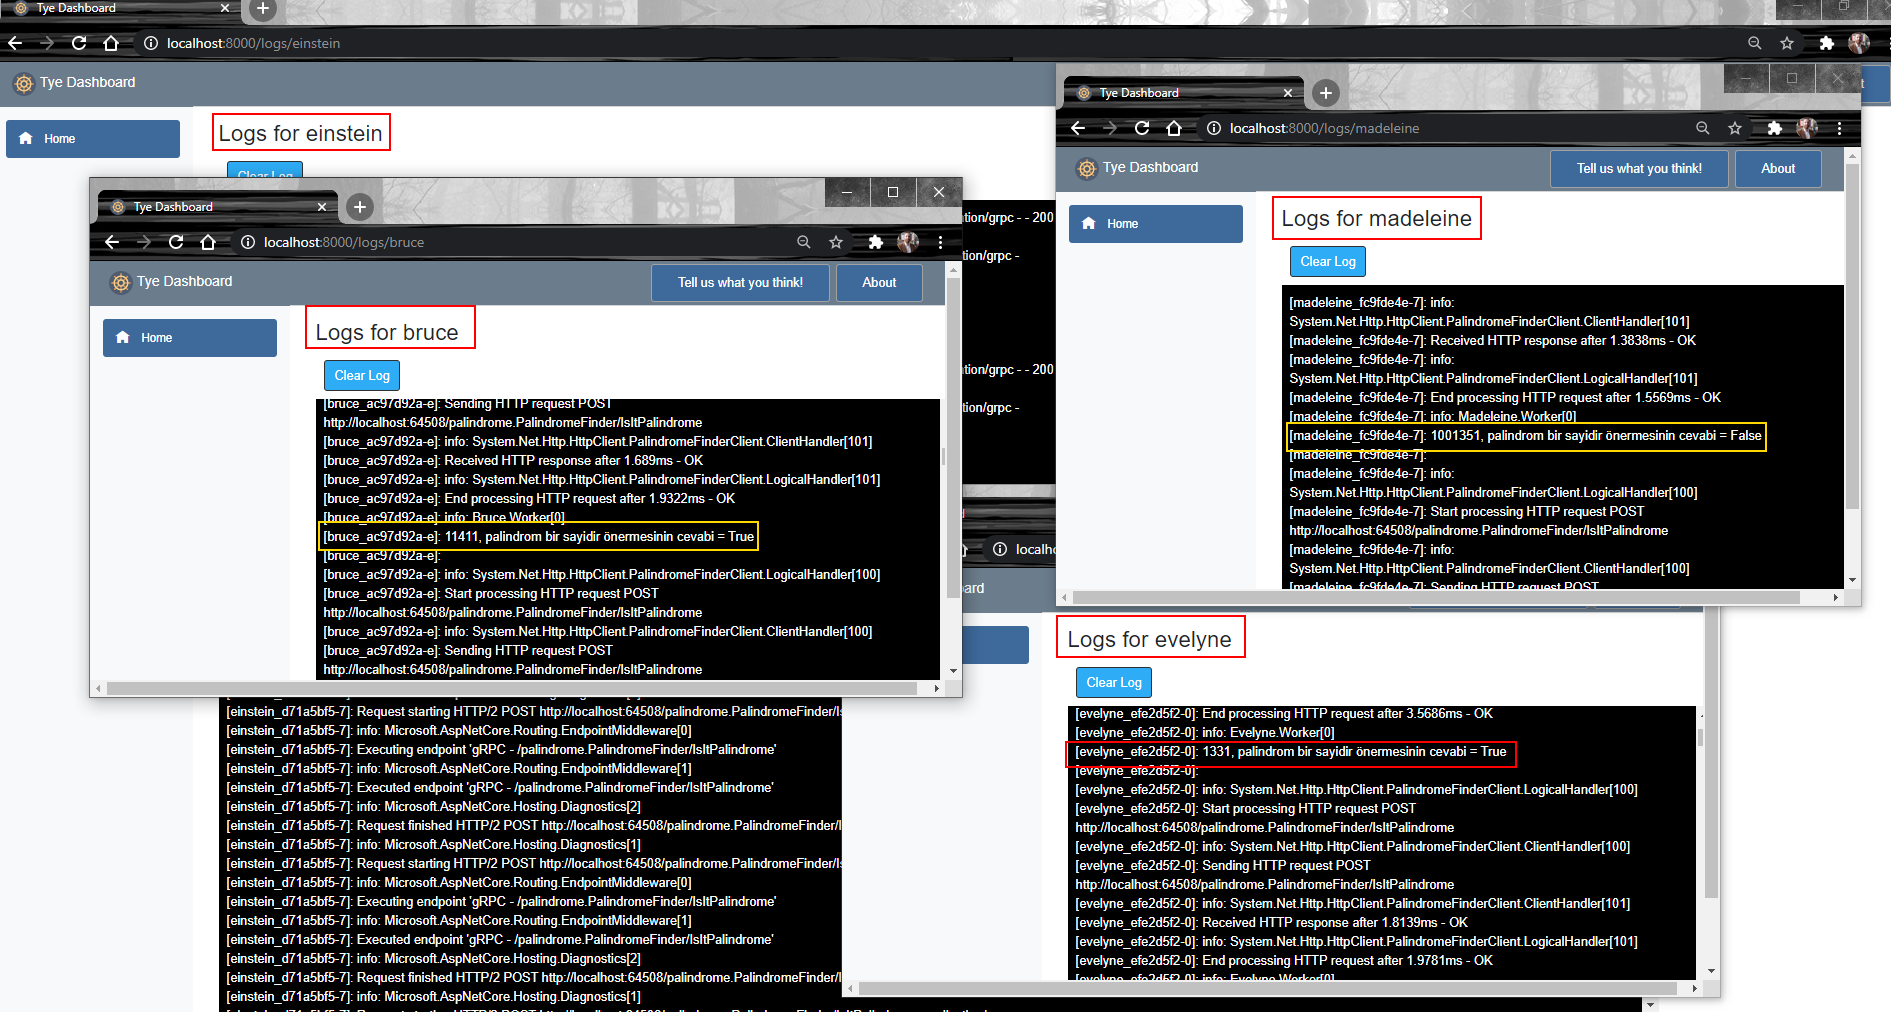 Tye Dashboard
localhost:8000/logs/einstein
Tye Dashboard
Home
Logs for einstein
Clear Log
ation/grpc - - 200
ation/grpc -
ation/grpc - - 200
ation/grpc -
[einstein_d71a5bf5-7]: Request starting HTTP/2 POST http://localhost:64508/palindrome.PalindromeFinder/I
[einstein_d71a5bf5-7]: info: Microsoft.AspNetCore.Routing.EndpointMiddleware[0]
[einstein_d71a5bf5-7]: Executing endpoint 'gRPC - /palindrome.PalindromeFinder/IsItPalindrome'
[einstein_d71a5bf5-7]: info: Microsoft.AspNetCore.Routing.EndpointMiddleware[1]
[einstein_d71a5bf5-7]: Executed endpoint 'gRPC - /palindrome.PalindromeFinder/IsItPalindrome'
[einstein_d71a5bf5-7]: info: Microsoft.AspNetCore.Hosting.Diagnostics[2]
[einstein_d71a5bf5-7]: Request finished HTTP/2 POST http://localhost:64508/palindrome.PalindromeFinder/I
[einstein_d71a5bf5-7]: info: Microsoft.AspNetCore.Hosting.Diagnostics[1]
[einstein_d71a5bf5-7]: Request starting HTTP/2 POST http://localhost:64508/palindrome.PalindromeFinder/I
[einstein_d71a5bf5-7]: info: Microsoft.AspNetCore.Routing.EndpointMiddleware[0]
[einstein_d71a5bf5-7]: Executing endpoint 'gRPC - /palindrome.PalindromeFinder/IsItPalindrome'
[einstein_d71a5bf5-7]: info: Microsoft.AspNetCore.Routing.EndpointMiddleware[1]
[einstein_d71a5bf5-7]: Executed endpoint 'gRPC - /palindrome.PalindromeFinder/IsItPalindrome'
[einstein_d71a5bf5-7]: info: Microsoft.AspNetCore.Hosting.Diagnostics[2]
[einstein_d71a5bf5-7]: Request finished HTTP/2 POST http://localhost:64508/palindrome.PalindromeFinder/I
[einstein_d71a5bf5-7]: info: Microsoft.AspNetCore.Hosting.Diagnostics[1]
Tye Dashboard
localhost:8000/logs/bruce
Tye Dashboard
Tell us what you think!
About
Home
Logs for bruce
Clear Log
[bruce_ac97d92a-e]: Sending HTTP request POST
http://localhost:64508/palindrome.PalindromeFinder/IsItPalindrome
[bruce_ac97d92a-e]: info: System.Net.Http.HttpClient.PalindromeFinderClient.ClientHandler[101]
[bruce_ac97d92a-e]: Received HTTP response after 1.689ms - OK
[bruce_ac97d92a-e]: info: System.Net.Http.HttpClient.PalindromeFinderClient.LogicalHandler[101]
[bruce_ac97d92a-e]: End processing HTTP request after 1.9322ms - OK
[bruce_ac97d92a-e]: info: Bruce.Worker[0]
[bruce_ac97d92a-e]: 11411, palindrom bir sayidir önermesinin cevabi = True
[bruce_ac97d92a-e]:
[bruce_ac97d92a-e]: info: System.Net.Http.HttpClient.PalindromeFinderClient.LogicalHandler[100]
[bruce_ac97d92a-e]: Start processing HTTP request POST
http://localhost:64508/palindrome.PalindromeFinder/IsItPalindrome
[bruce_ac97d92a-e]: info: System.Net.Http.HttpClient.PalindromeFinderClient.ClientHandler[100]
[bruce_ac97d92a-e]: Sending HTTP request POST
http://localhost:64508/palindrome.PalindromeFinder/IsItPalindrome
Tye Dashboard
localhost:8000/logs/madeleine
Tye Dashboard
Tell us what you think!
About
Home
Logs for madeleine
Clear Log
[madeleine_fc9fde4e-7]: info:
System.Net.Http.HttpClient.PalindromeFinderClient.ClientHandler[101]
[madeleine_fc9fde4e-7]: Received HTTP response after 1.3838ms - OK
[madeleine_fc9fde4e-7]: info:
System.Net.Http.HttpClient.PalindromeFinderClient.LogicalHandler[101]
[madeleine_fc9fde4e-7]: End processing HTTP request after 1.5569ms - OK
[madeleine_fc9fde4e-7]: info: Madeleine.Worker[0]
[madeleine_fc9fde4e-7]: 1001351, palindrom bir sayidir önermesinin cevabi = False
[madeleine_fc9fde4e-7]:
[madeleine_fc9fde4e-7]: info:
System.Net.Http.HttpClient.PalindromeFinderClient.LogicalHandler[100]
[madeleine_fc9fde4e-7]: Start processing HTTP request POST
http://localhost:64508/palindrome.PalindromeFinder/IsItPalindrome
[madeleine_fc9fde4e-7]: info:
System.Net.Http.HttpClient.PalindromeFinderClient.ClientHandler[100]
[madeleine_fc9fde4e-7]: Sending HTTP request POST
localh
ard
Logs for evelyne
Clear Log
[evelyne_efe2d5f2-0]: End processing HTTP request after 3.5686ms - OK
[evelyne_efe2d5f2-0]: info: Evelyne.Worker[0]
[evelyne_efe2d5f2-0]: 1331, palindrom bir sayidir önermesinin cevabi = True
[evelyne_efe2d5f2-0]:
[evelyne_efe2d5f2-0]: info: System.Net.Http.HttpClient.PalindromeFinderClient.LogicalHandler[100]
[evelyne_efe2d5f2-0]: Start processing HTTP request POST
http://localhost:64508/palindrome.PalindromeFinder/IsItPalindrome
[evelyne_efe2d5f2-0]: info: System.Net.Http.HttpClient.PalindromeFinderClient.ClientHandler[100]
[evelyne_efe2d5f2-0]: Sending HTTP request POST
http://localhost:64508/palindrome.PalindromeFinder/IsItPalindrome
[evelyne_efe2d5f2-0]: info: System.Net.Http.HttpClient.PalindromeFinderClient.ClientHandler[101]
[evelyne_efe2d5f2-0]: Received HTTP response after 1.8139ms - OK
[evelyne_efe2d5f2-0]: info: System.Net.Http.HttpClient.PalindromeFinderClient.LogicalHandler[101]
[evelyne_efe2d5f2-0]: End processing HTTP request after 1.9781ms - OK
[evelyne_efe2d5f2-0]: info: Evelyne.Worker[0]